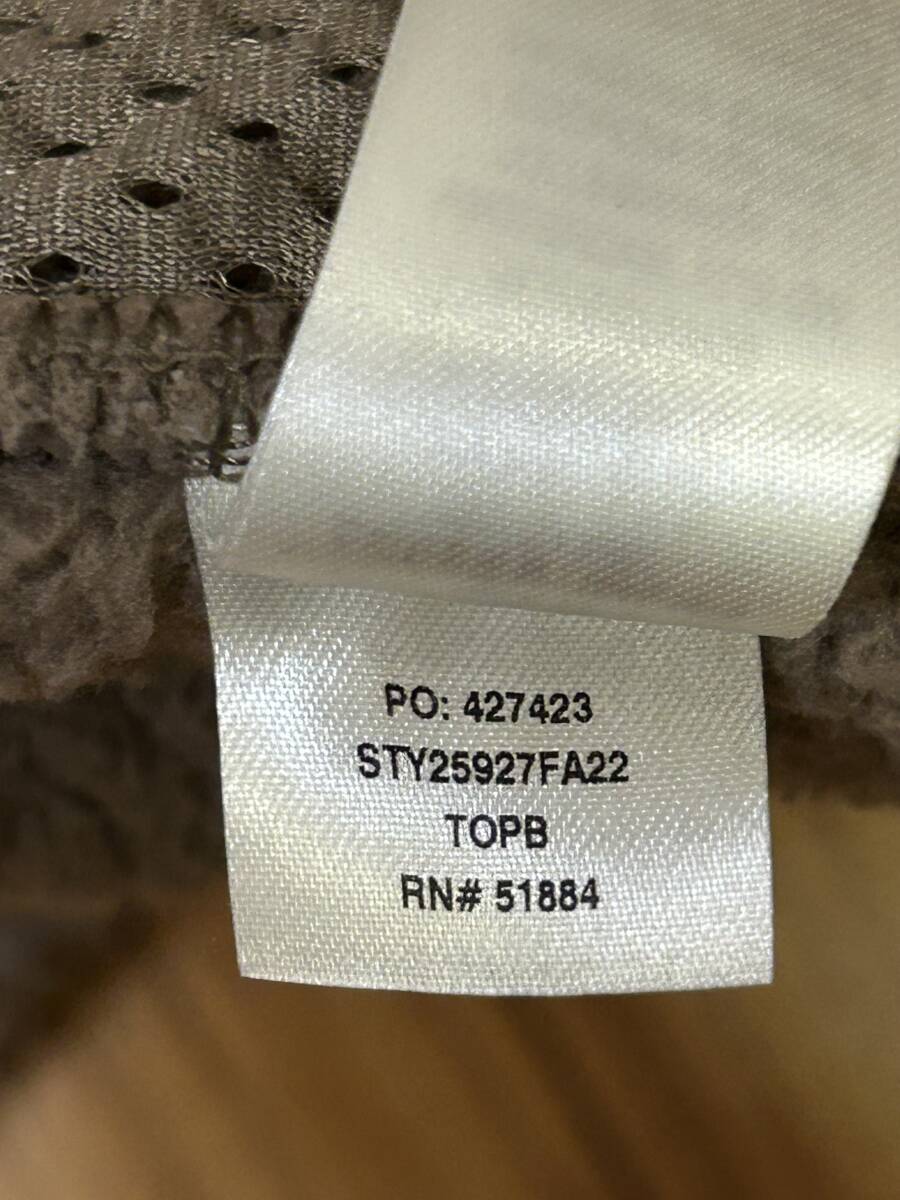 PO: 427423
STY25927FA22
TOPB
RN# 51884